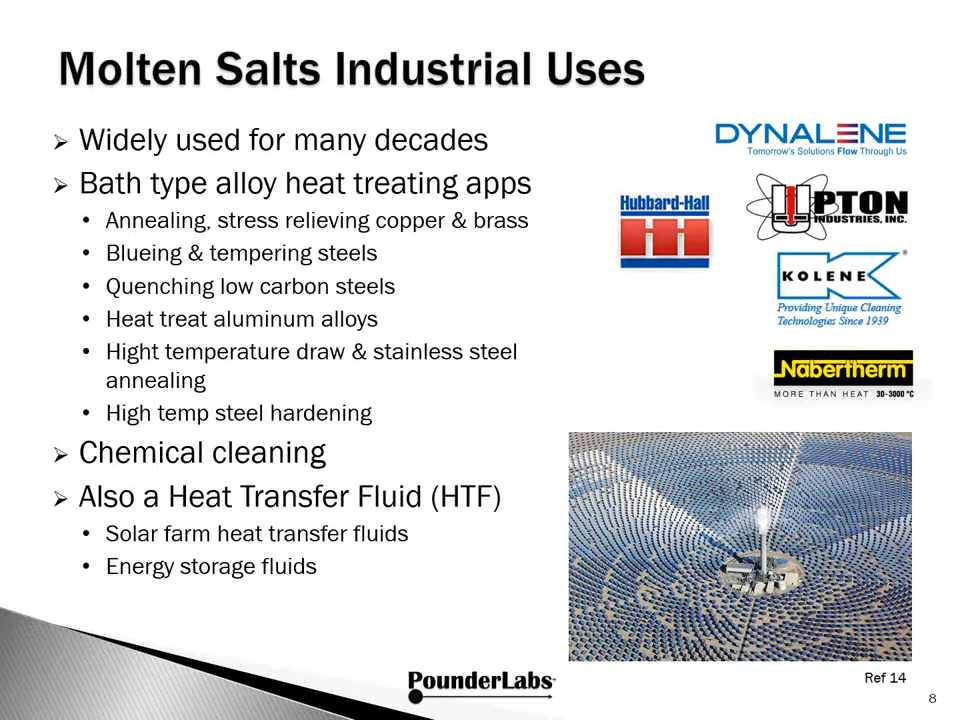 Molten Salts Industrial Uses
Widely used for many decades
Bath type alloy heat treating apps
Annealing, stress relieving copper & brass
Blueing & tempering steels
Quenching low carbon steels
Heat treat aluminum alloys
Hight temperature draw & stainless steel
annealing
High temp steel hardening
Chemical cleaning
Also a Heat Transfer Fluid (HTF)
Solar farm heat transfer fluids
Energy storage fluids
DYNALENE
Tomorrow's Solutions Flow Through Us
Hubbard-Hall
UPTON
INDUSTRIES, INC.
KOLENE®
Providing Unique Cleaning
Technologies Since 1939
Nabertherm
MORE THAN HEAT 30-3000 °C
Ref 14
PounderLabs™
8